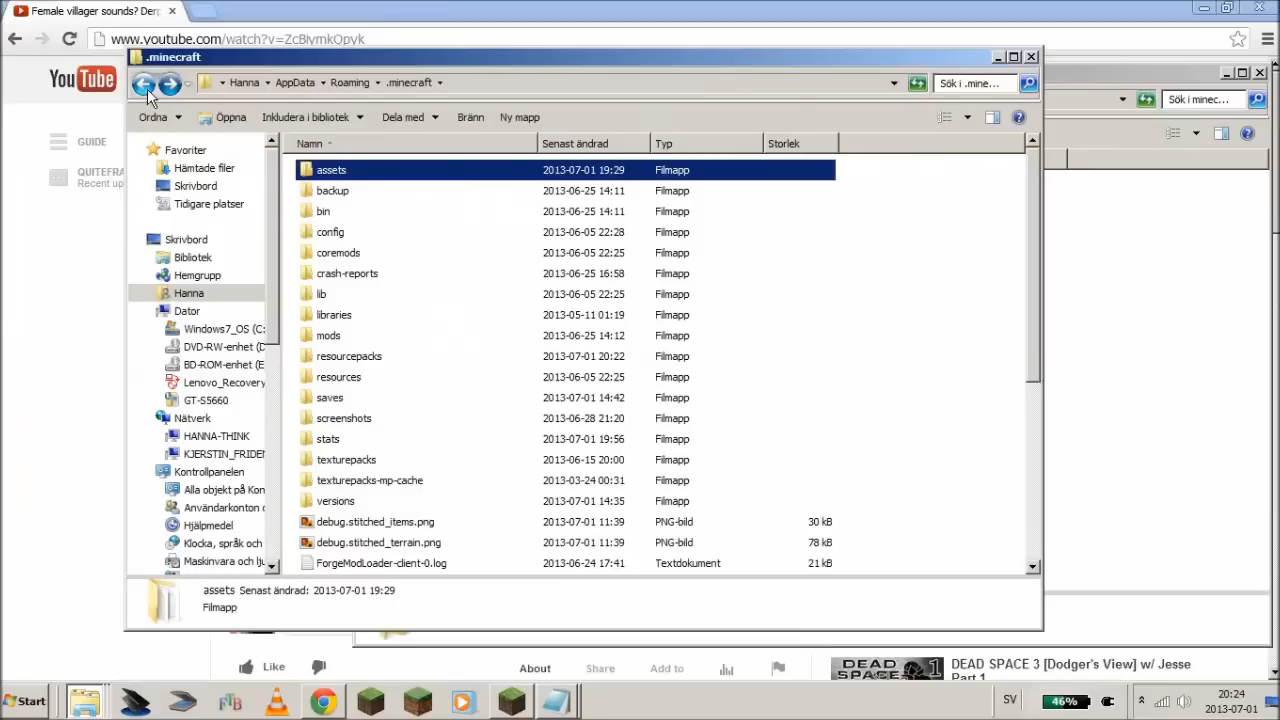 Female villager sounds? Derp
www.youtube.com/watch?v=ZcBlymkQpyk
.minecraft
YouTube
Hanna AppData Roaming .minecraft
Sök i .mine...
Sök i minec...
Ordna Öppna Inkludera i bibliotek Dela med Bränn Ny mapp
GUIDE
QUITEFRA
Recent up
Namn Senast ändrad Typ Storlek
Favoriter
Hämtade filer
Skrivbord
Tidigare platser
Skrivbord
Bibliotek
Hemgrupp
Hanna
Dator
Windows7_OS (C:
DVD-RW-enhet (D
BD-ROM-enhet (E
Lenovo_Recovery
GT-S5660
Nätverk
HANNA-THINK
KJERSTIN_FRIDEN
Kontrollpanelen
Alla objekt på Kon
Användarkonton o
Hjälpmedel
Klocka, språk och
Maskinvara och lju
assets 2013-07-01 19:29 Filmapp
backup 2013-06-25 14:11 Filmapp
bin 2013-06-25 14:11 Filmapp
config 2013-06-05 22:28 Filmapp
coremods 2013-06-05 22:25 Filmapp
crash-reports 2013-06-25 16:58 Filmapp
lib 2013-06-05 22:25 Filmapp
libraries 2013-05-11 01:19 Filmapp
mods 2013-06-25 14:12 Filmapp
resourcepacks 2013-07-01 20:22 Filmapp
resources 2013-06-05 22:25 Filmapp
saves 2013-07-01 14:42 Filmapp
screenshots 2013-06-28 21:20 Filmapp
stats 2013-07-01 19:56 Filmapp
texturepacks 2013-06-15 20:00 Filmapp
texturepacks-mp-cache 2013-03-24 00:31 Filmapp
versions 2013-07-01 14:35 Filmapp
debug.stitched_items.png 2013-07-01 11:39 PNG-bild 30 kB
debug.stitched_terrain.png 2013-07-01 11:39 PNG-bild 78 kB
ForgeModLoader-client-0.log 2013-06-24 17:41 Textdokument 21 kB
assets Senast ändrad: 2013-07-01 19:29
Filmapp
Like About Share Add to
DEAD SPACE 3 [Dodger's View] w/ Jesse
Part 1
DEAD SPACE 1
Start SV 46% 20:24
2013-07-01